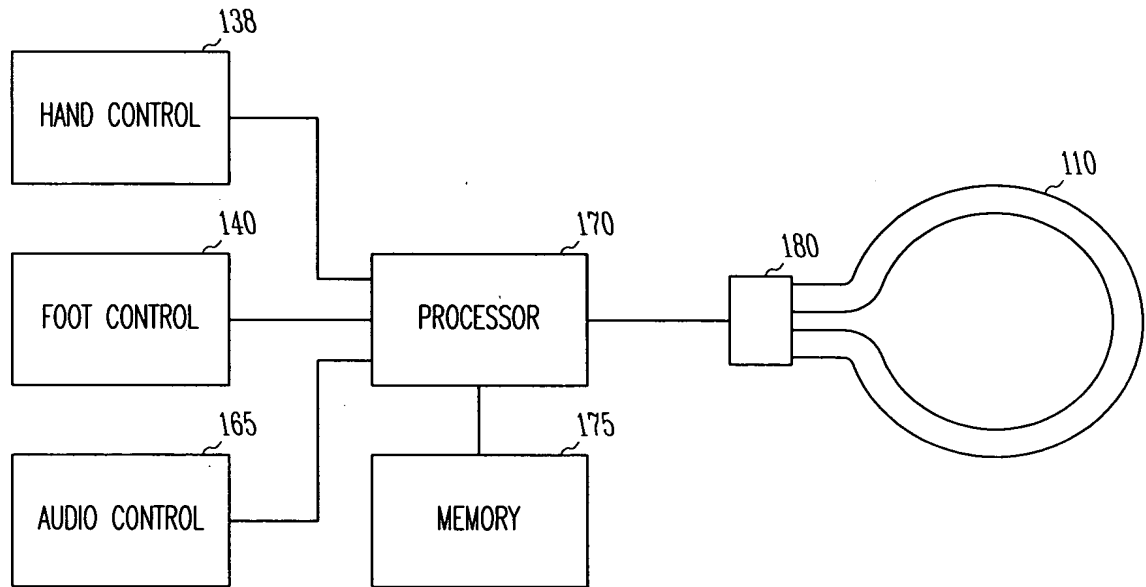 138
HAND CONTROL
140
FOOT CONTROL
165
AUDIO CONTROL
170
PROCESSOR
175
MEMORY
180
110